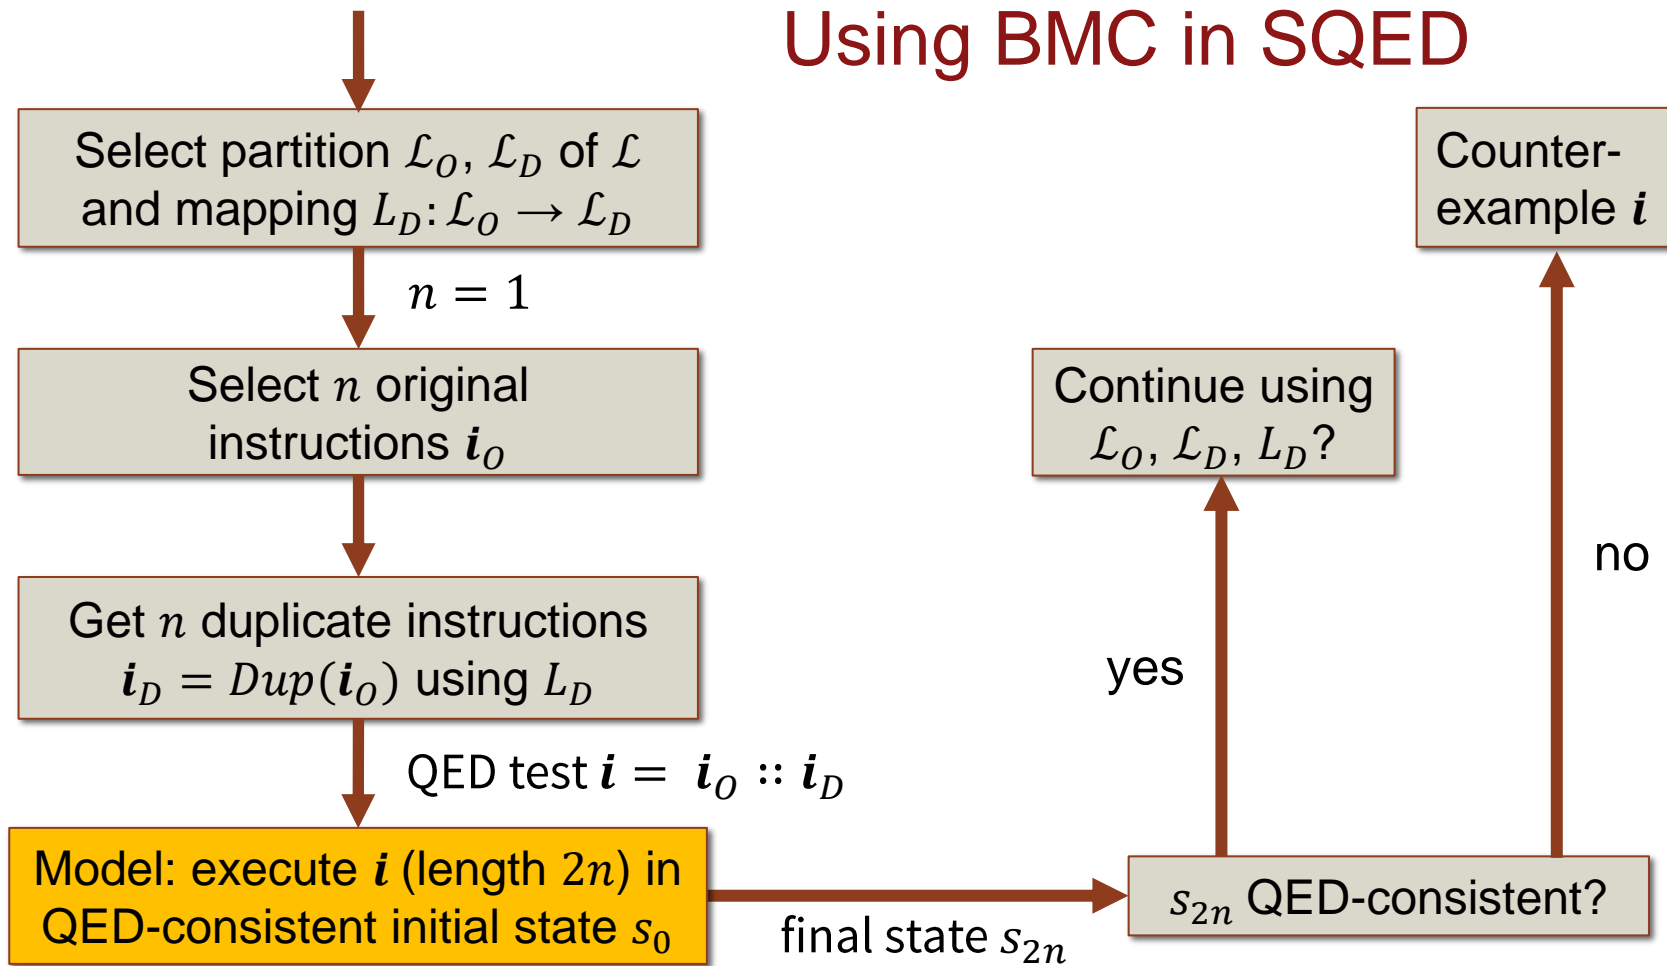 Using BMC in SQED
Select partition ℒ_O, ℒ_D of ℒ
and mapping L_D: ℒ_O → ℒ_D
n = 1
Select n original
instructions i_O
Get n duplicate instructions
i_D = Dup(i_O) using L_D
QED test i = i_O :: i_D
Model: execute i (length 2n) in
QED-consistent initial state s_0
final state s_2n
s_2n QED-consistent?
yes
Continue using
ℒ_O, ℒ_D, L_D?
no
Counter-
example i